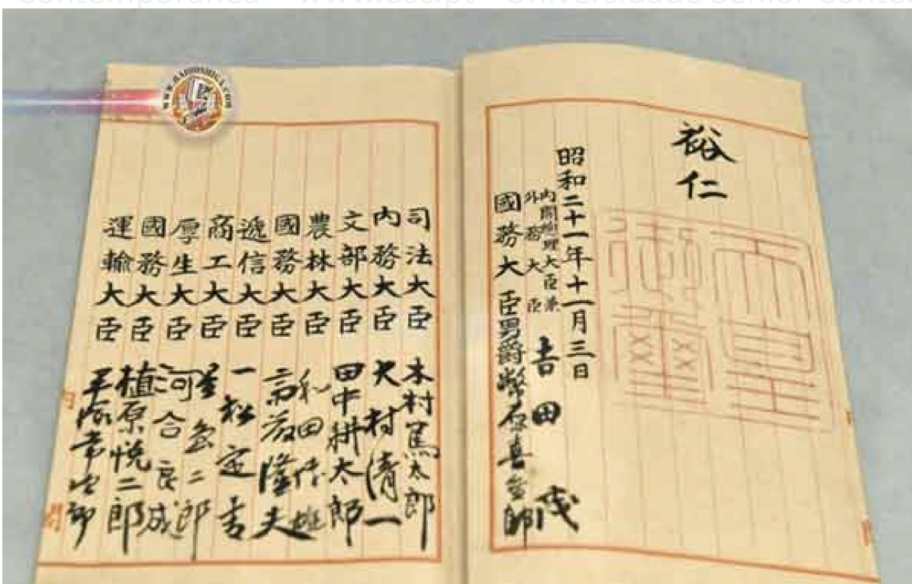 裕仁
天皇
御璽
昭和二十一年十一月三日
内閣総理大臣兼
外務大臣 吉田茂
國務大臣男爵幣原喜重郎
司法大臣 木村篤太郎
内務大臣 大村清一
文部大臣 田中耕太郎
農林大臣 和田博雄
國務大臣 斎藤隆夫
遞信大臣 一松定吉
商工大臣 星島二郎
厚生大臣 河合良成
國務大臣 植原悦二郎
運輸大臣 平塚常次郎